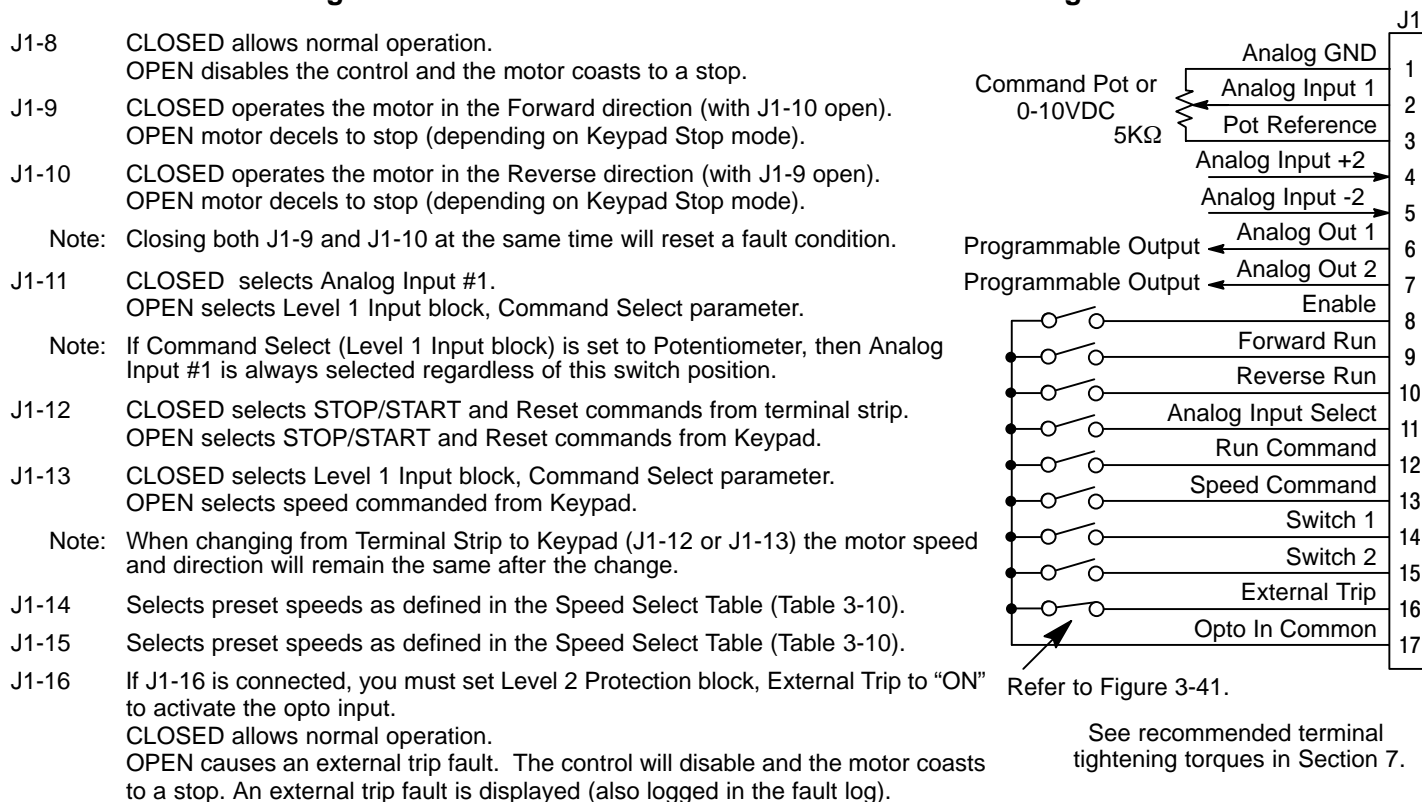 J1-8 CLOSED allows normal operation.
OPEN disables the control and the motor coasts to a stop.
J1-9 CLOSED operates the motor in the Forward direction (with J1-10 open).
OPEN motor decels to stop (depending on Keypad Stop mode).
J1-10 CLOSED operates the motor in the Reverse direction (with J1-9 open).
OPEN motor decels to stop (depending on Keypad Stop mode).
Note: Closing both J1-9 and J1-10 at the same time will reset a fault condition.
J1-11 CLOSED selects Analog Input #1.
OPEN selects Level 1 Input block, Command Select parameter.
Note: If Command Select (Level 1 Input block) is set to Potentiometer, then Analog
Input #1 is always selected regardless of this switch position.
J1-12 CLOSED selects STOP/START and Reset commands from terminal strip.
OPEN selects STOP/START and Reset commands from Keypad.
J1-13 CLOSED selects Level 1 Input block, Command Select parameter.
OPEN selects speed commanded from Keypad.
Note: When changing from Terminal Strip to Keypad (J1-12 or J1-13) the motor speed
and direction will remain the same after the change.
J1-14 Selects preset speeds as defined in the Speed Select Table (Table 3-10).
J1-15 Selects preset speeds as defined in the Speed Select Table (Table 3-10).
J1-16 If J1-16 is connected, you must set Level 2 Protection block, External Trip to “ON”
to activate the opto input.
CLOSED allows normal operation.
OPEN causes an external trip fault. The control will disable and the motor coasts
to a stop. An external trip fault is displayed (also logged in the fault log).
J1
Analog GND 1
Command Pot or
0-10VDC
5KΩ
Analog Input 1 2
Pot Reference 3
Analog Input +2 4
Analog Input -2 5
Programmable Output Analog Out 1 6
Programmable Output Analog Out 2 7
Enable 8
Forward Run 9
Reverse Run 10
Analog Input Select 11
Run Command 12
Speed Command 13
Switch 1 14
Switch 2 15
External Trip 16
Opto In Common 17
Refer to Figure 3-41.
See recommended terminal
tightening torques in Section 7.